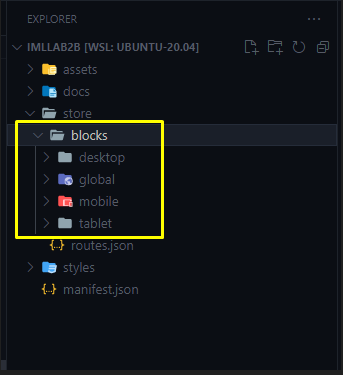 EXPLORER
IMLLAB2B [WSL: UBUNTU-20.04]
assets
docs
store
blocks
desktop
global
mobile
tablet
{..} routes.json
styles
{..} manifest.json